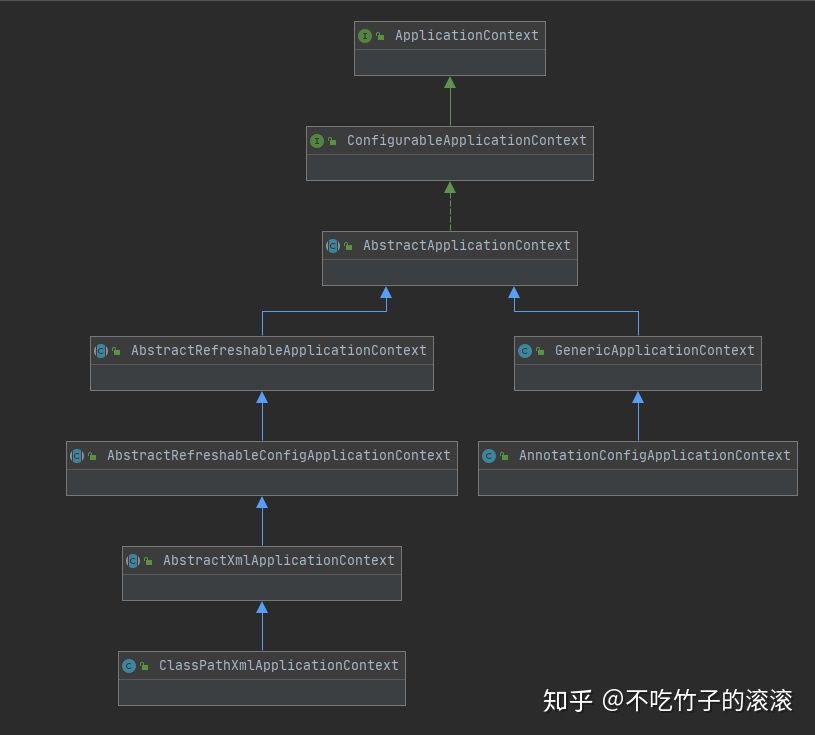 ApplicationContext
ConfigurableApplicationContext
AbstractApplicationContext
AbstractRefreshableApplicationContext
GenericApplicationContext
AbstractRefreshableConfigApplicationContext
AnnotationConfigApplicationContext
AbstractXmlApplicationContext
ClassPathXmlApplicationContext
知乎 @不吃竹子的滚滚